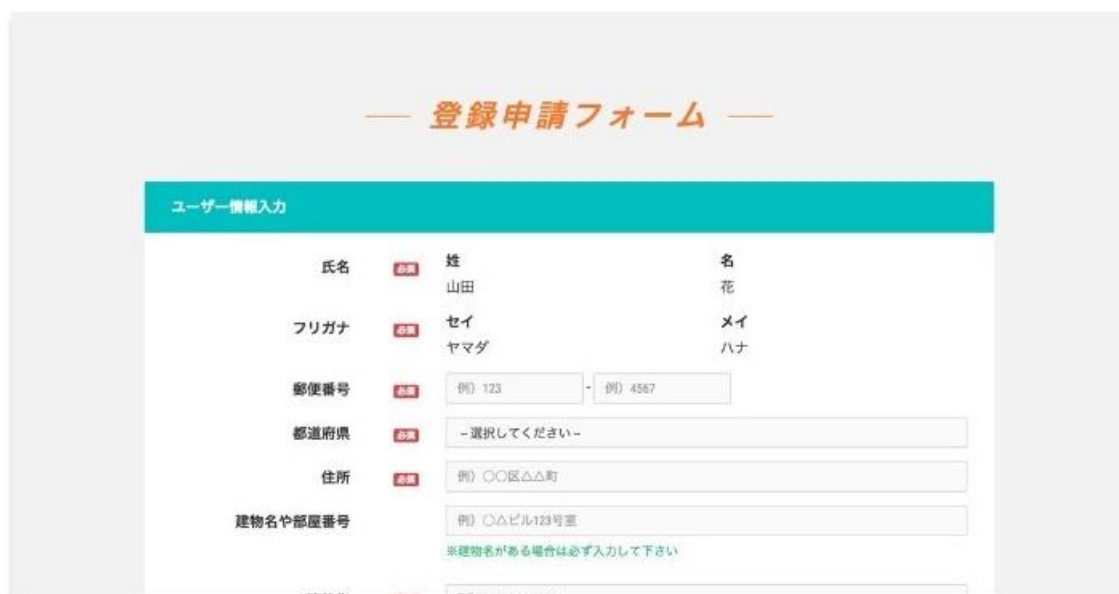 登録申請フォーム
ユーザー情報入力
氏名 必須 姓 名
山田 花
フリガナ 必須 セイ メイ
ヤマダ ハナ
郵便番号 必須 例）123 - 例）4567
都道府県 必須 －選択してください－
住所 必須 例）〇〇区△△町
建物名や部屋番号 例）〇△ビル123号室
※建物名がある場合は必ず入力して下さい